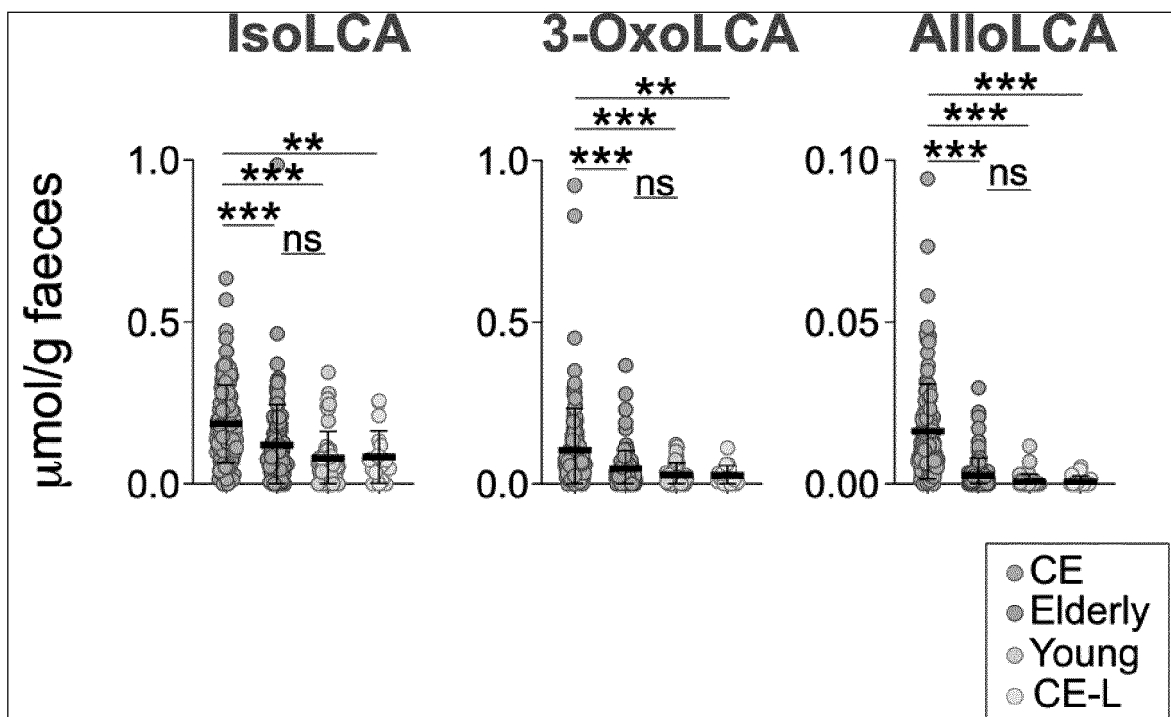 IsoLCA 3-OxoLCA AlloLCA
** ** ***
*** *** ***
*** *** ***
ns ns ns
1.0 1.0 0.10
0.5 0.5 0.05
0.0 0.0 0.00
μmol/g faeces
CE
Elderly
Young
CE-L